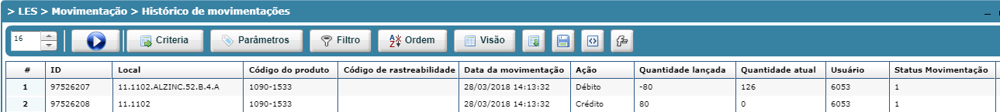 > LES > Movimentação > Histórico de movimentações
16 Criteria Parâmetros Filtro Ordem Visão
# ID Local Código do produto Código de rastreabilidade Data da movimentação Ação Quantidade lançada Quantidade atual Usuário Status Movimentação
1 97526207 11.1102.ALZINC.52.B.4.A 1090-1533 28/03/2018 14:13:32 Débito -80 126 6053 1
2 97526208 11.1102 1090-1533 28/03/2018 14:13:32 Crédito 80 0 6053 1